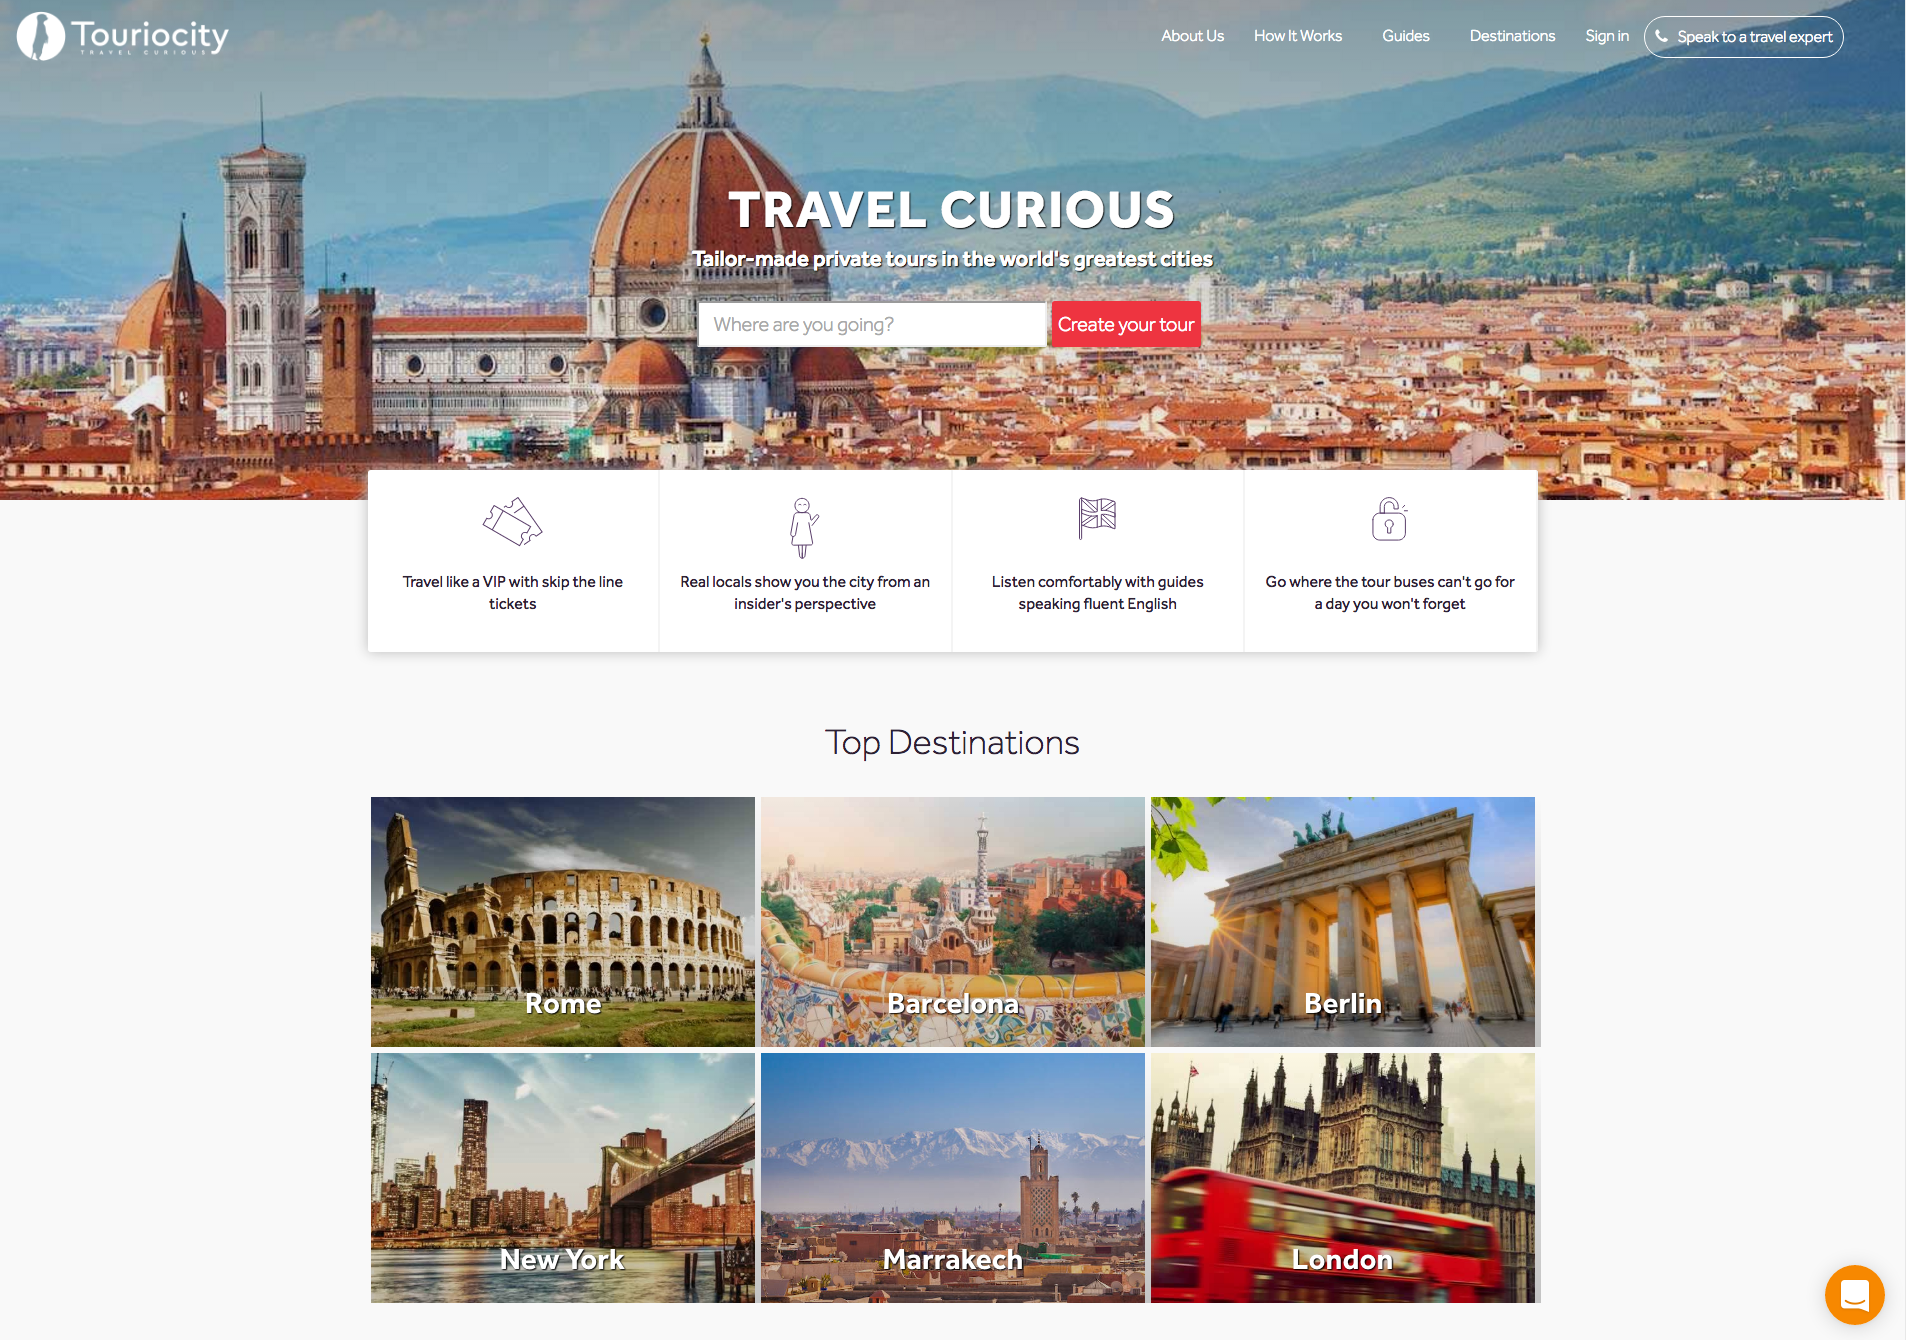 Touriocity
TRAVEL CURIOUS
About Us
How It Works
Guides
Destinations
Sign in
Speak to a travel expert
TRAVEL CURIOUS
Tailor-made private tours in the world's greatest cities
Where are you going?
Create your tour
Travel like a VIP with skip the line
tickets
Real locals show you the city from an
insider's perspective
Listen comfortably with guides
speaking fluent English
Go where the tour buses can't go for
a day you won't forget
Top Destinations
Rome
Barcelona
Berlin
New York
Marrakech
London